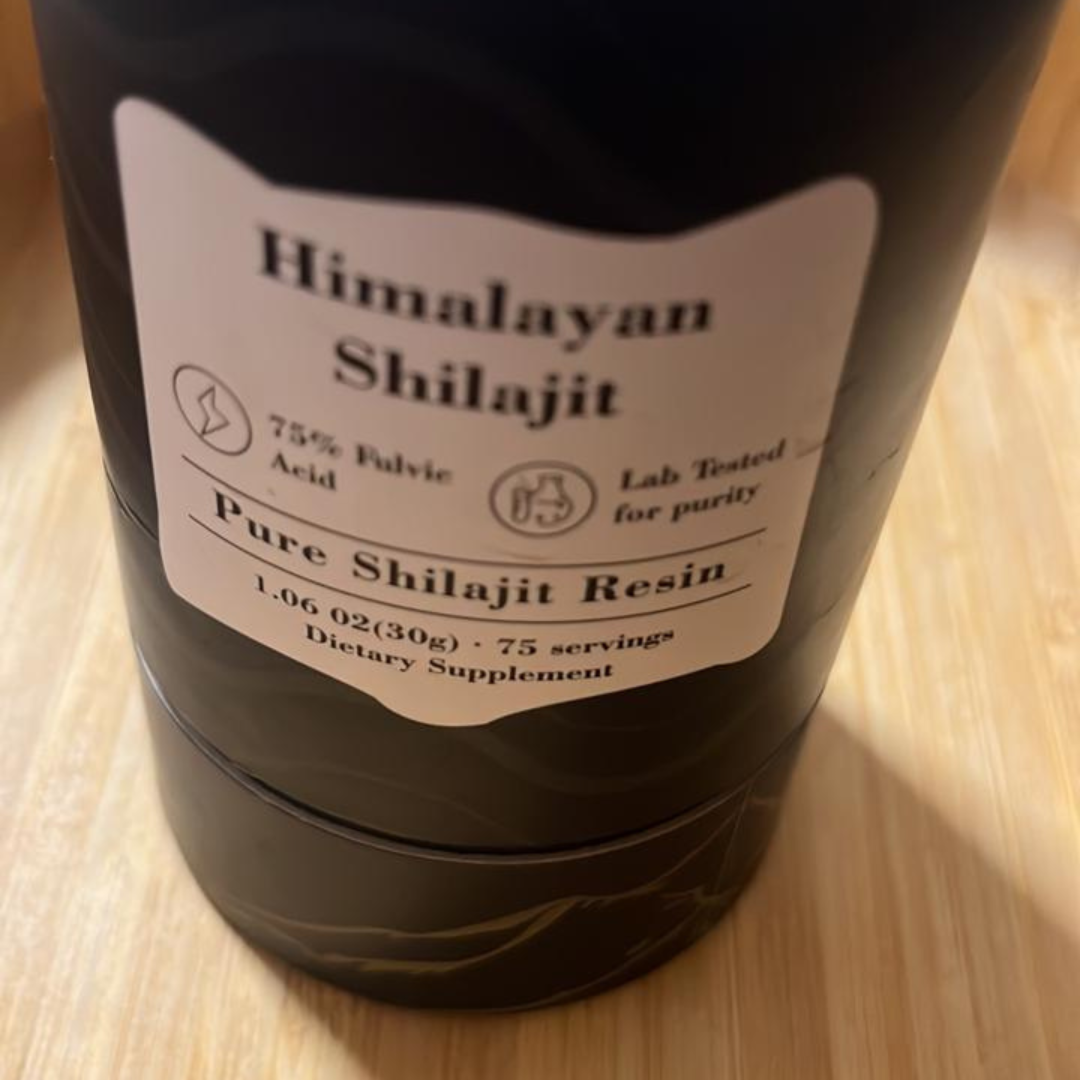 Himalayan
Shilajit
75% Fulvic
Acid
Lab Tested
for purity
Pure Shilajit Resin
1.06 02(30g) · 75 servings
Dietary Supplement